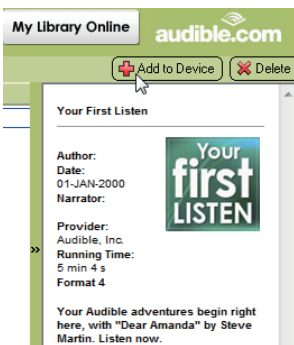 My Library Online
audible.com
Add to Device
Delete
Your First Listen
Author:
Date:
01-JAN-2000
Narrator:
Provider:
Audible, Inc.
Running Time:
5 min 4 s
Format 4
Your
first
LISTEN
»
Your Audible adventures begin right
here, with "Dear Amanda" by Steve
Martin. Listen now.